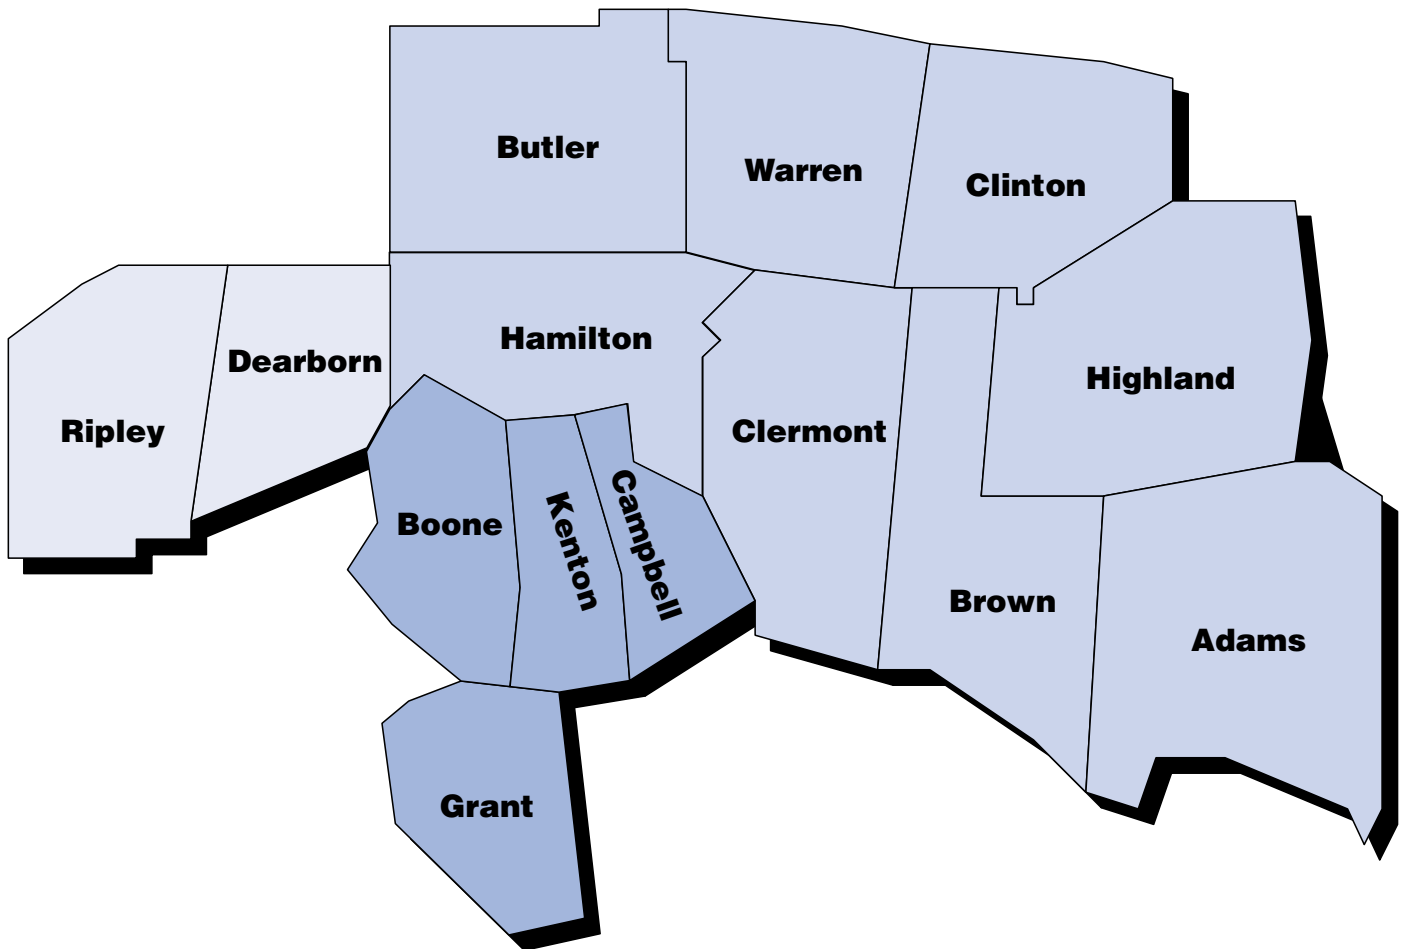 Butler
Warren
Clinton
Hamilton
Dearborn
Highland
Ripley
Clermont
Boone
Kenton
Campbell
Brown
Adams
Grant